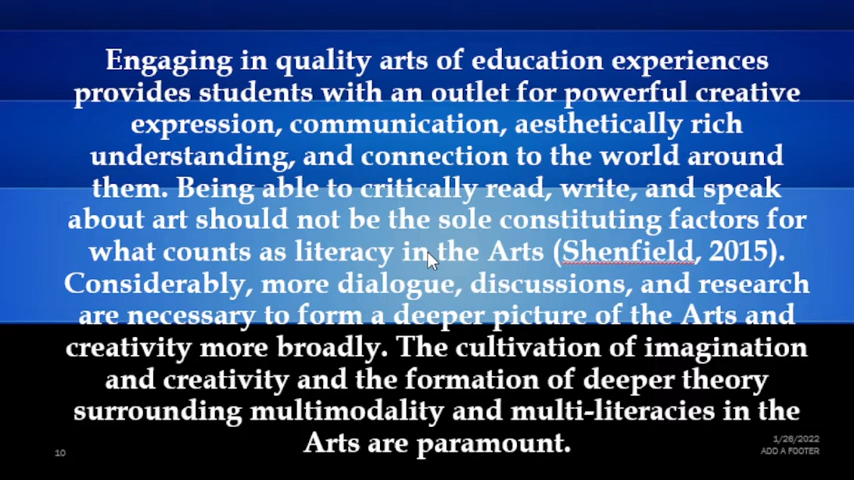 Engaging in quality arts of education experiences
provides students with an outlet for powerful creative
expression, communication, aesthetically rich
understanding, and connection to the world around
them. Being able to critically read, write, and speak
about art should not be the sole constituting factors for
what counts as literacy in the Arts (Shenfield, 2015).
Considerably, more dialogue, discussions, and research
are necessary to form a deeper picture of the Arts and
creativity more broadly. The cultivation of imagination
and creativity and the formation of deeper theory
surrounding multimodality and multi-literacies in the
Arts are paramount.
10
1/26/2022
ADD A FOOTER